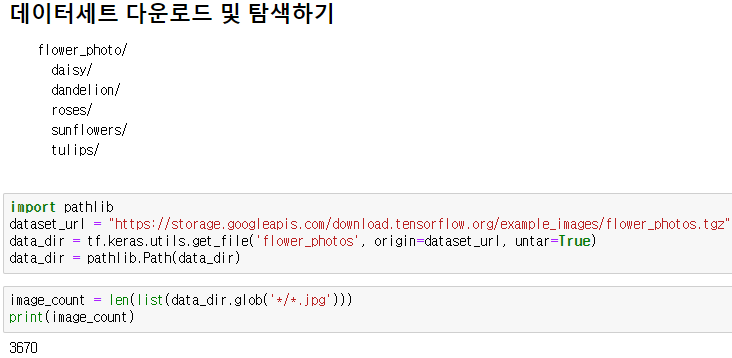 데이터세트 다운로드 및 탐색하기
flower_photo/
daisy/
dandelion/
roses/
sunflowers/
tulips/
import pathlib
dataset_url = "https://storage.googleapis.com/download.tensorflow.org/example_images/flower_photos.tgz"
data_dir = tf.keras.utils.get_file('flower_photos', origin=dataset_url, untar=True)
data_dir = pathlib.Path(data_dir)
image_count = len(list(data_dir.glob('*/*.jpg')))
print(image_count)
3670